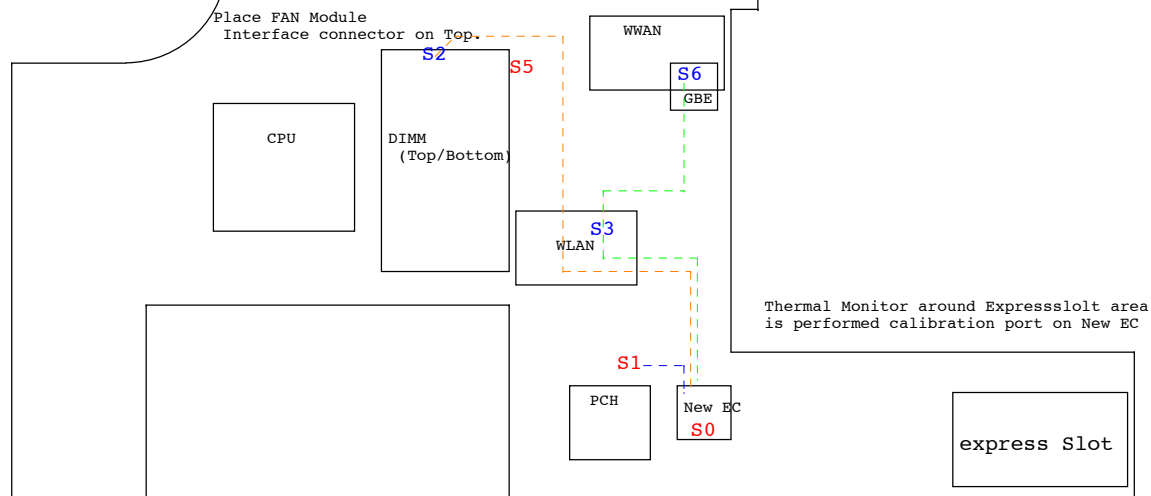 Place FAN Module
Interface connector on Top.
WWAN
S2
S5
S6
GBE
CPU
DIMM
(Top/Bottom)
S3
WLAN
Thermal Monitor around Expressslolt area
is performed calibration port on New EC
S1
PCH
New EC
S0
express Slot